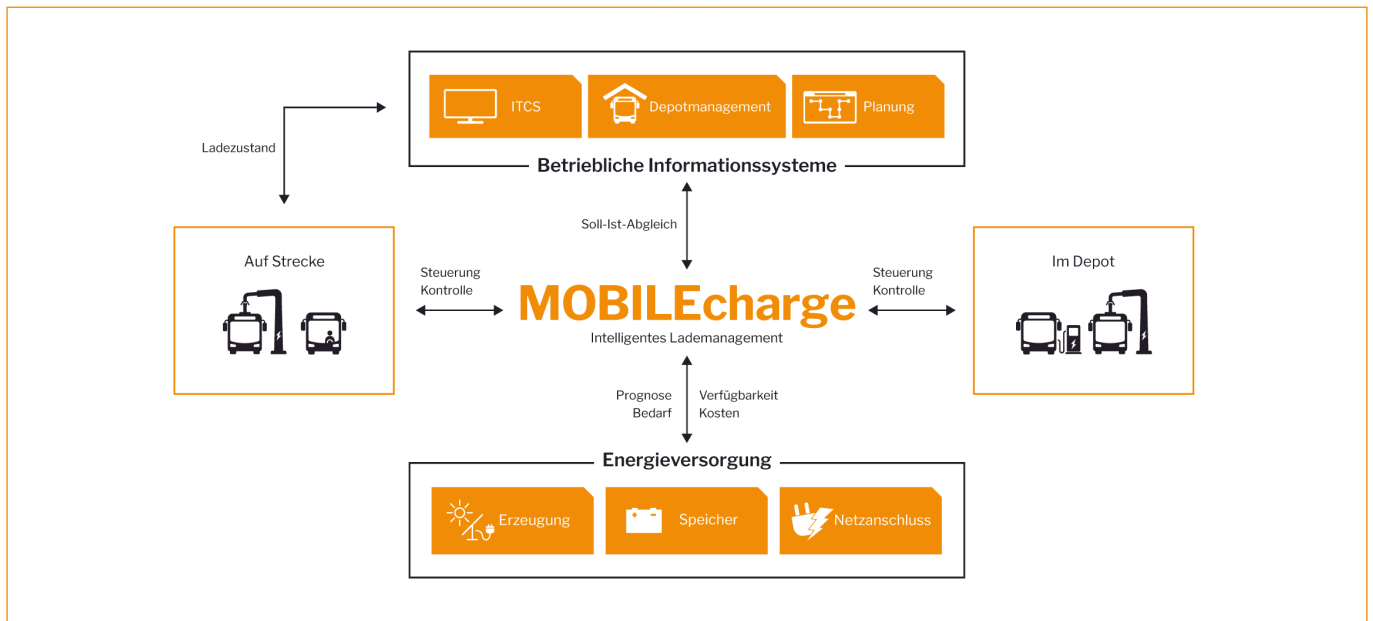 ITCS
Depotmanagement
Planung
Betriebliche Informationssysteme
Ladezustand
Soll-Ist-Abgleich
Auf Strecke
Steuerung
Kontrolle
MOBILEcharge
Intelligentes Lademanagement
Steuerung
Kontrolle
Im Depot
Prognose
Bedarf
Verfügbarkeit
Kosten
Energieversorgung
Erzeugung
Speicher
Netzanschluss